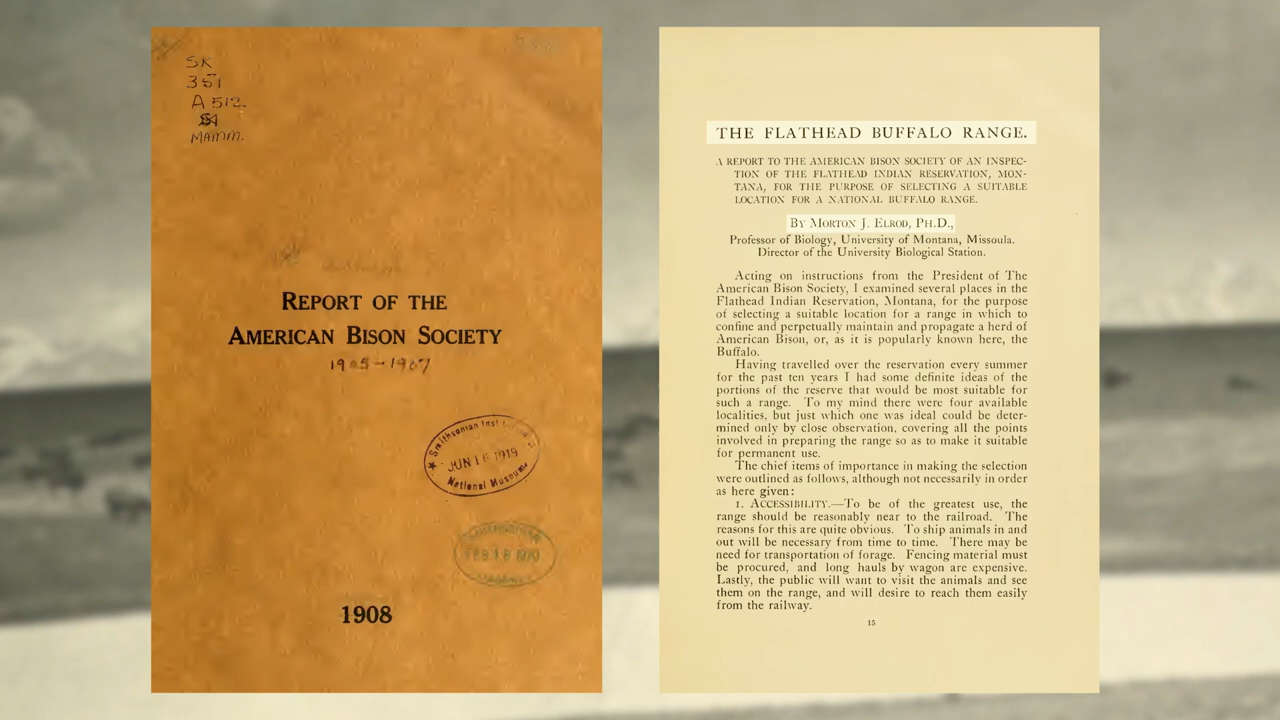 SK
351
A 512.
MAMM.
REPORT OF THE
AMERICAN BISON SOCIETY
1905-1907
Smithsonian Inst
JUN 16 1919
National Museum
FEB 18 1970
1908
THE FLATHEAD BUFFALO RANGE.
A REPORT TO THE AMERICAN BISON SOCIETY OF AN INSPEC-
TION OF THE FLATHEAD INDIAN RESERVATION, MON-
TANA, FOR THE PURPOSE OF SELECTING A SUITABLE
LOCATION FOR A NATIONAL BUFFALO RANGE.
BY MORTON J. ELROD, PH.D.,
Professor of Biology, University of Montana, Missoula.
Director of the University Biological Station.
Acting on instructions from the President of The
American Bison Society, I examined several places in the
Flathead Indian Reservation, Montana, for the purpose
of selecting a suitable location for a range in which to
confine and perpetually maintain and propagate a herd of
American Bison, or, as it is popularly known here, the
Buffalo.
Having travelled over the reservation every summer
for the past ten years I had some definite ideas of the
portions of the reserve that would be most suitable for
such a range. To my mind there were four available
localities, but just which one was ideal could be deter-
mined only by close observation, covering all the points
involved in preparing the range so as to make it suitable
for permanent use.
The chief items of importance in making the selection
were outlined as follows, although not necessarily in order
as here given:
1. ACCESSIBILITY.—To be of the greatest use, the
range should be reasonably near to the railroad. The
reasons for this are quite obvious. To ship animals in and
out will be necessary from time to time. There may be
need for transportation of forage. Fencing material must
be procured, and long hauls by wagon are expensive.
Lastly, the public will want to visit the animals and see
them on the range, and will desire to reach them easily
from the railway.
15